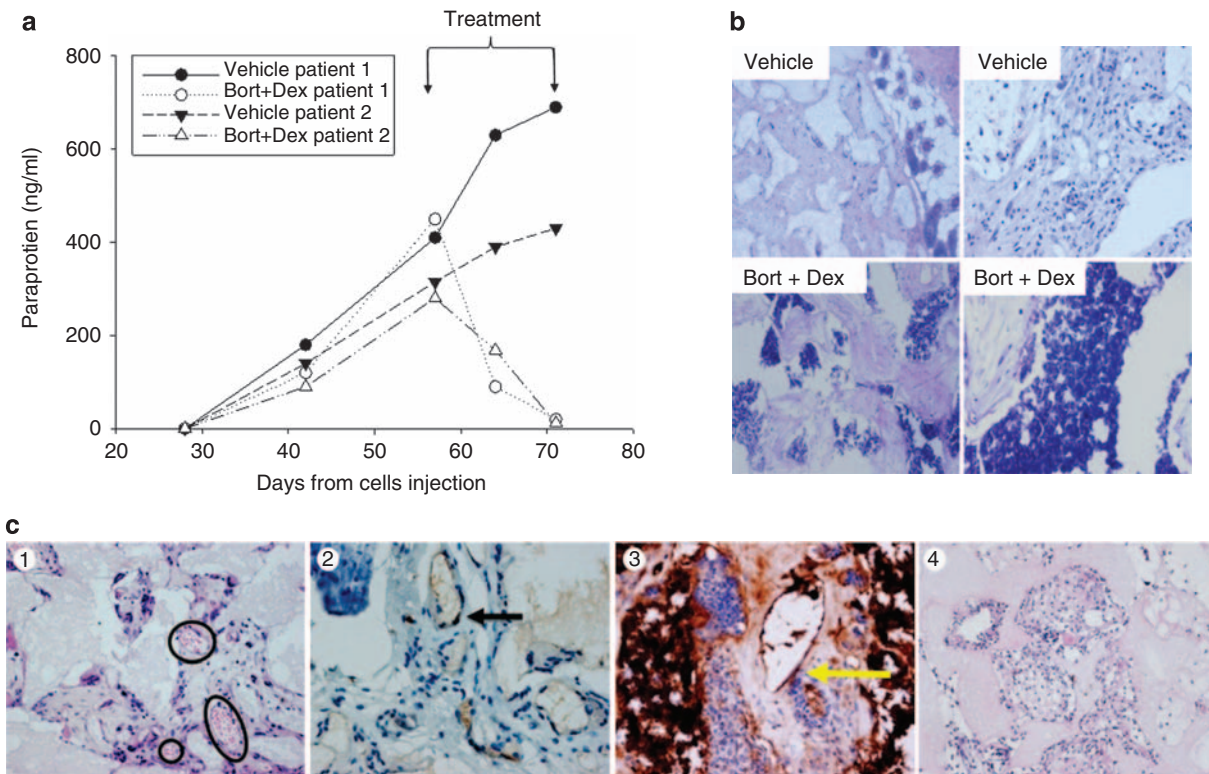 a
Treatment
Vehicle patient 1
Bort+Dex patient 1
Vehicle patient 2
Bort+Dex patient 2
800
600
400
200
0
Paraprotien (ng/ml)
20 30 40 50 60 70 80
Days from cells injection
b
Vehicle
Vehicle
Bort + Dex
Bort + Dex
c
1
2
3
4